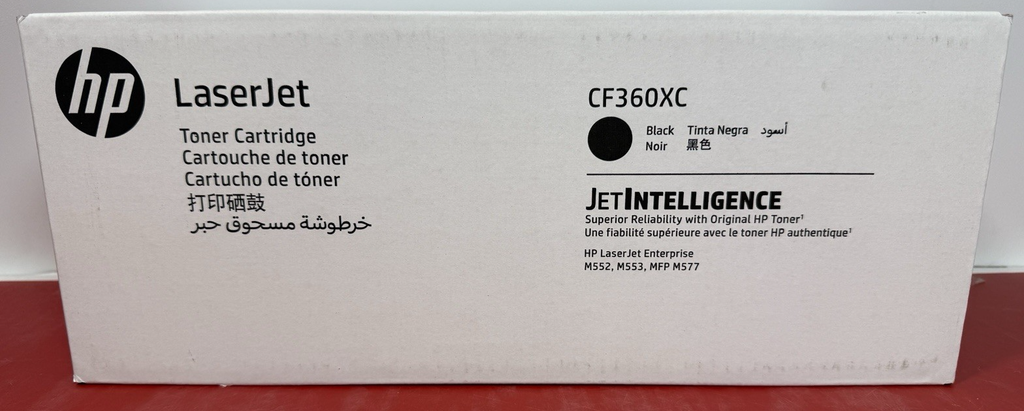 hp
LaserJet
Toner Cartridge
Cartouche de toner
Cartucho de tóner
打印硒鼓
خرطوشة مسحوق حبر
CF360XC
Black Tinta Negra أسود
Noir 黑色
JETINTELLIGENCE
Superior Reliability with Original HP Toner¹
Une fiabilité supérieure avec le toner HP authentique¹
HP LaserJet Enterprise
M552, M553, MFP M577